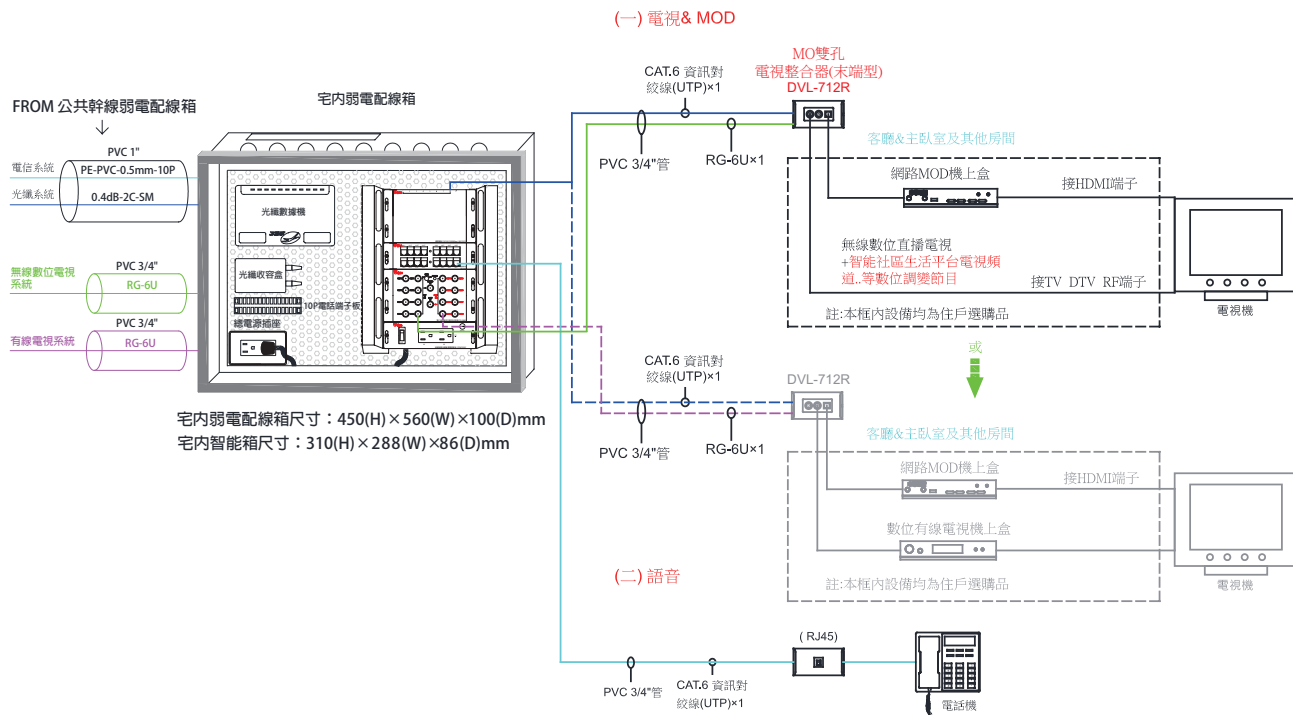 (一) 電視& MOD
FROM 公共幹線弱電配線箱
宅内弱電配線箱
電信系統
PVC 1"
PE-PVC-0.5mm-10P
光纖系統
0.4dB-2C-SM
無線數位電視
系統
PVC 3/4"
RG-6U
有線電視系統
PVC 3/4"
RG-6U
光纖數據機
光纖收容盒
10P電話端子板
總電源插座
宅内弱電配線箱尺寸：450(H)×560(W)×100(D)mm
宅内智能箱尺寸：310(H)×288(W)×86(D)mm
CAT.6 資訊對
絞線(UTP)×1
PVC 3/4"管
RG-6U×1
MO雙孔
電視整合器(末端型)
DVL-712R
客廳&主臥室及其他房間
網路MOD機上盒
接HDMI端子
無線數位直播電視
+智能社區生活平台電視頻
道..等數位調變節目
接TV DTV RF端子
註:本框內設備均為住戶選購品
電視機
或
CAT.6 資訊對
絞線(UTP)×1
PVC 3/4"管
RG-6U×1
DVL-712R
客廳&主臥室及其他房間
網路MOD機上盒
接HDMI端子
數位有線電視機上盒
註:本框內設備均為住戶選購品
電視機
(二) 語音
PVC 3/4"管
CAT.6 資訊對
絞線(UTP)×1
( RJ45)
電話機